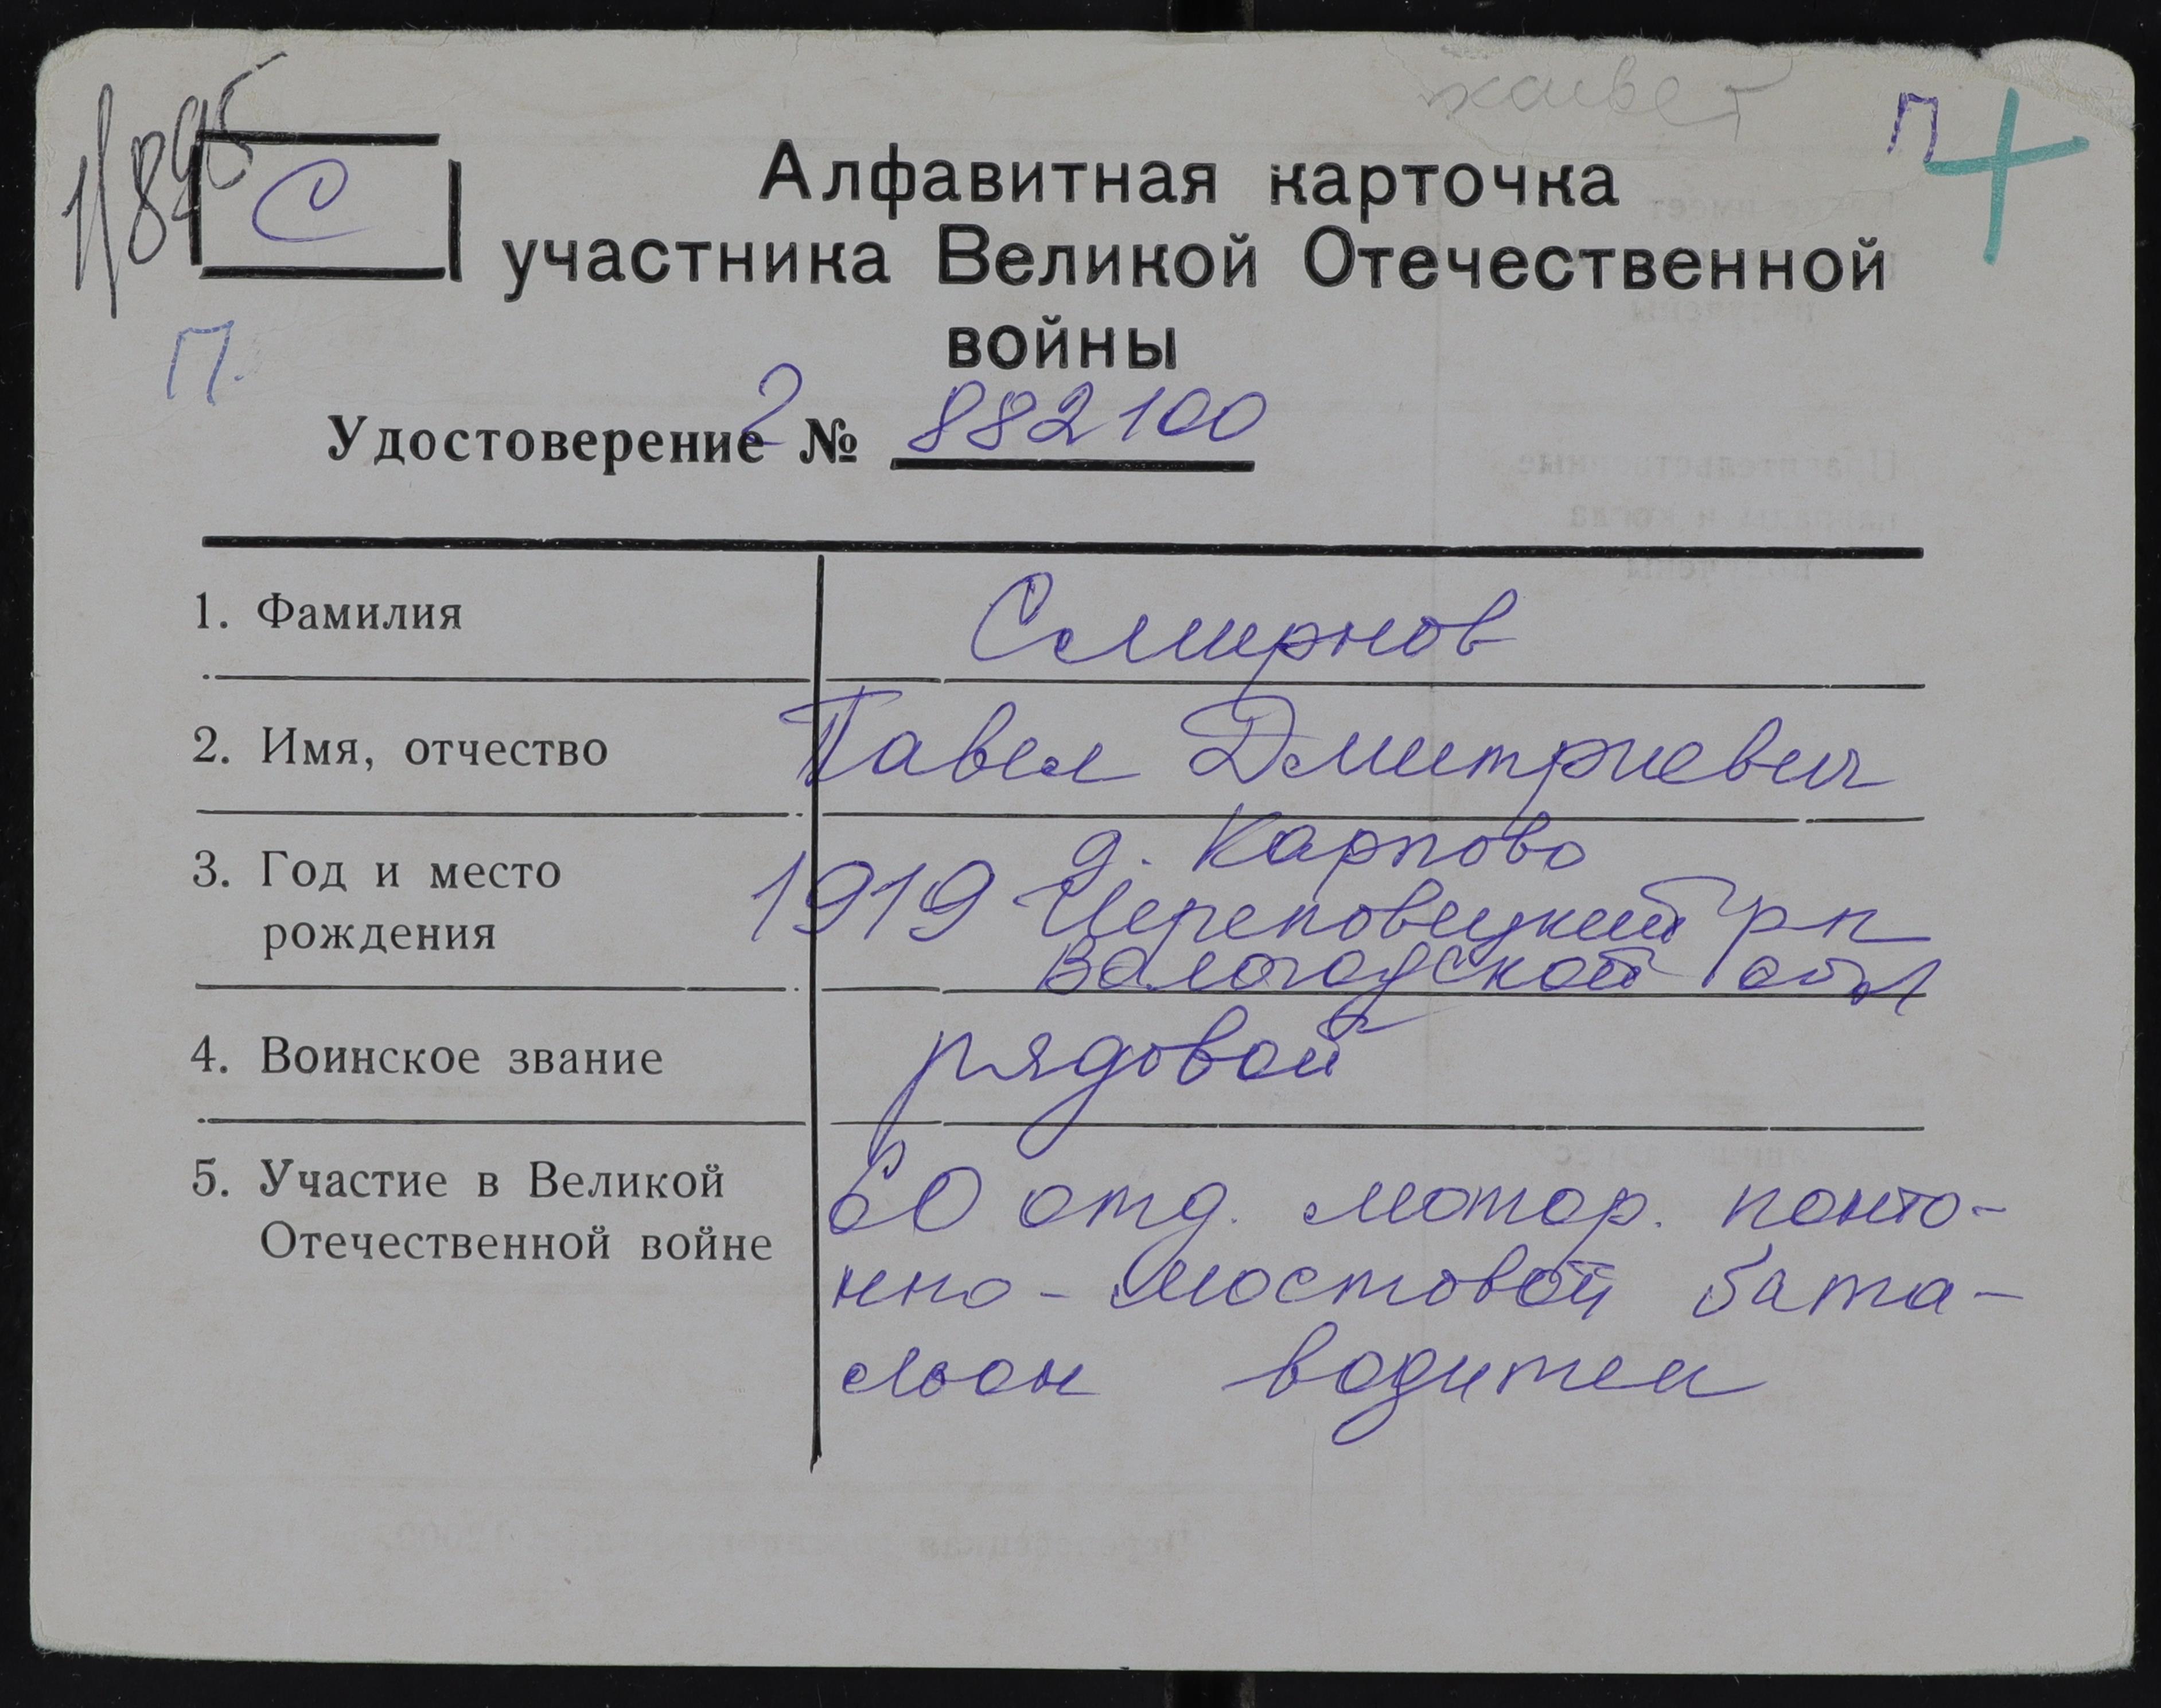 живет
П
1/8295
С
Алфавитная карточка
участника Великой Отечественной
войны
П.
Удостоверение № 882100
1. Фамилия Смирнов
2. Имя, отчество Павел Дмитриевич
3. Год и место рождения 1919 д. Карпово
Череповецкий р-н
Вологодской обл
4. Воинское звание рядовой
5. Участие в Великой Отечественной войне 60 отд. мотор. понто-
нно-мостовой бата-
льон водител